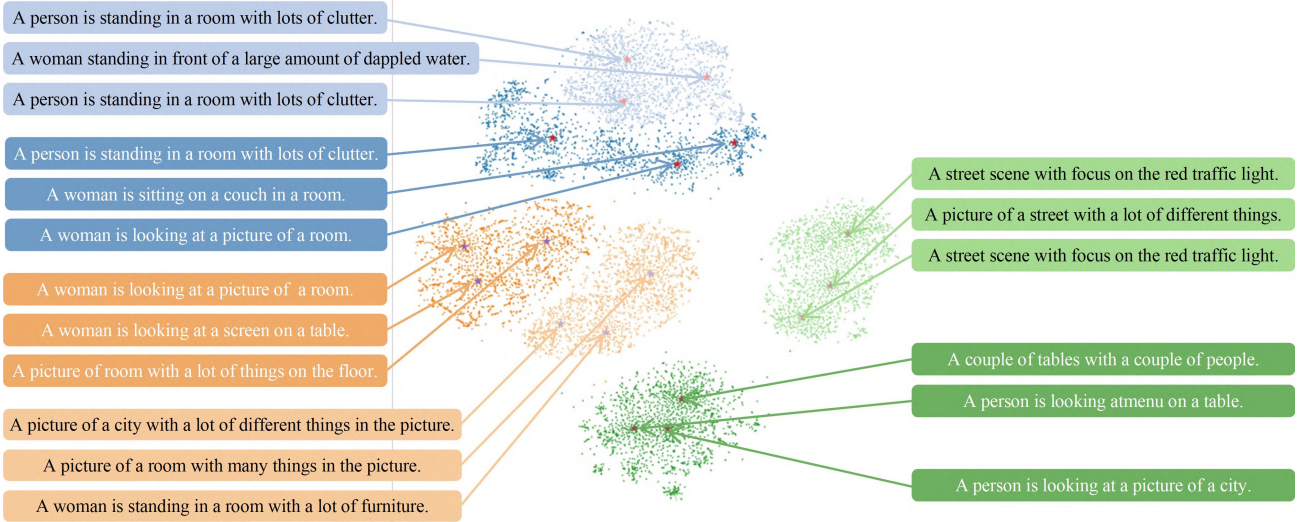 A person is standing in a room with lots of clutter.
A woman standing in front of a large amount of dappled water.
A person is standing in a room with lots of clutter.
A person is standing in a room with lots of clutter.
A woman is sitting on a couch in a room.
A woman is looking at a picture of a room.
A woman is looking at a picture of a room.
A woman is looking at a screen on a table.
A picture of room with a lot of things on the floor.
A picture of a city with a lot of different things in the picture.
A picture of a room with many things in the picture.
A woman is standing in a room with a lot of furniture.
A street scene with focus on the red traffic light.
A picture of a street with a lot of different things.
A street scene with focus on the red traffic light.
A couple of tables with a couple of people.
A person is looking atmenu on a table.
A person is looking at a picture of a city.